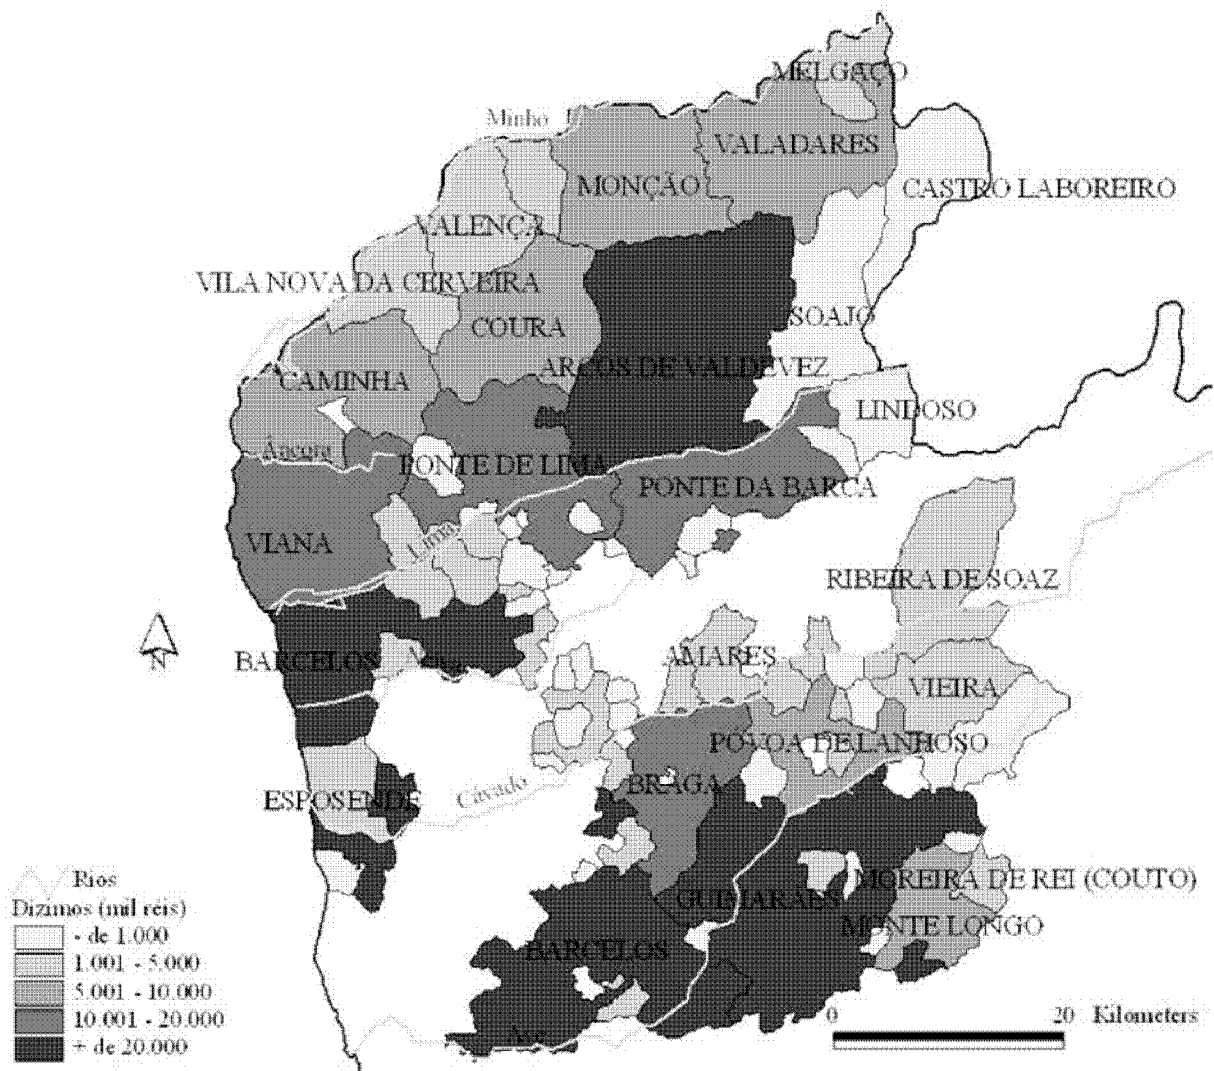 MELGAÇO
Minho
VALADARES
MONÇÃO
CASTRO LABOREIRO
VALENÇA
VILA NOVA DA CERVEIRA
COURA
SOAJO
ARCOS DE VALDEVEZ
CAMINHA
LINDOSO
Âncora
PONTE DE LIMA
PONTE DA BARCA
VIANA
Lima
RIBEIRA DE SOAZ
N
BARCELOS
AMARES
VIEIRA
POVOA DE LANHOSO
BRAGA
ESPOSENDE
Cávado
MOREIRA DE REI (COUTO)
GUIMARÃES
MONTE LONGO
BARCELOS
Ave
Rios
Dizimos (mil réis)
- de 1.000
1.001 - 5.000
5.001 - 10.000
10.001 - 20.000
+ de 20.000
0 20 Kilometers